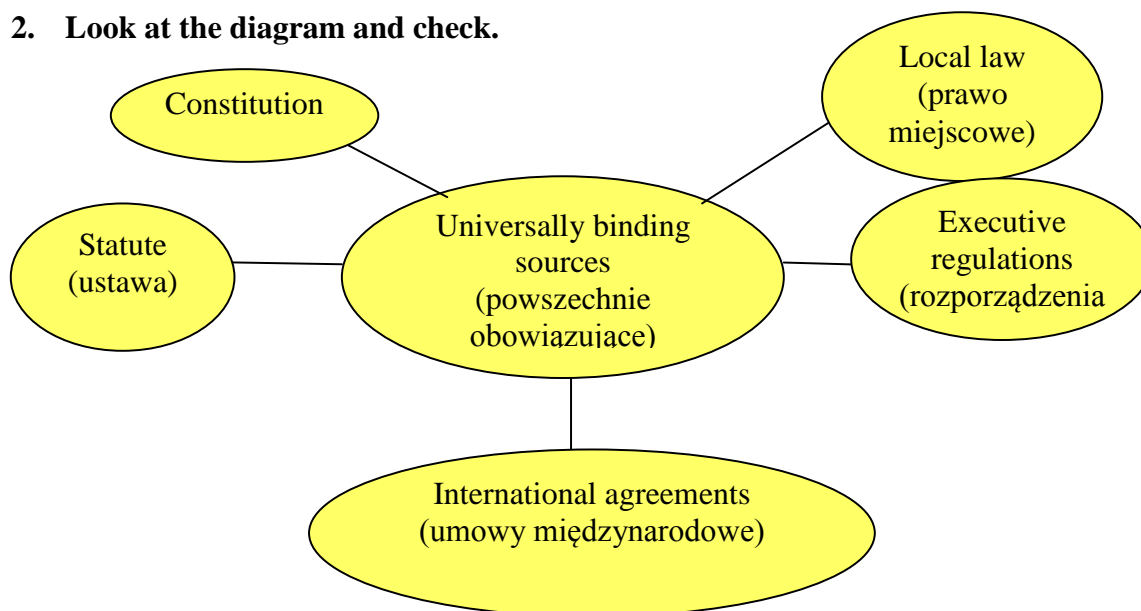 2. Look at the diagram and check.
Constitution
Local law
(prawo
miejscowe)
Statute
(ustawa)
Universally binding
sources
(powszechnie
obowiązujące)
Executive
regulations
(rozporządzenia
International agreements
(umowy międzynarodowe)